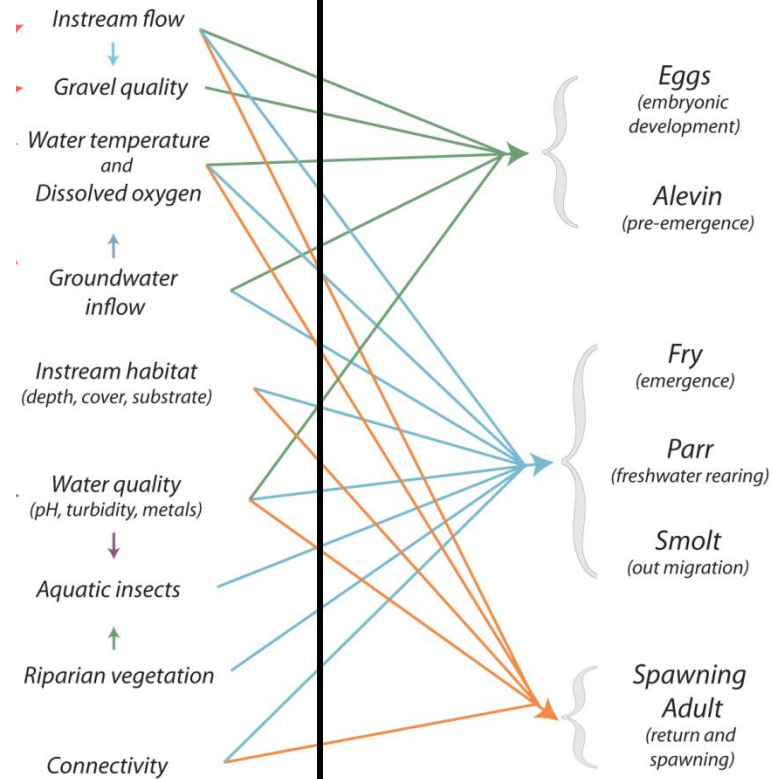 Instream flow
Gravel quality
Water temperature
and
Dissolved oxygen
Groundwater
inflow
Instream habitat
(depth, cover, substrate)
Water quality
(pH, turbidity, metals)
Aquatic insects
Riparian vegetation
Connectivity
Eggs
(embryonic
development)
Alevin
(pre-emergence)
Fry
(emergence)
Parr
(freshwater rearing)
Smolt
(out migration)
Spawning
Adult
(return and
spawning)